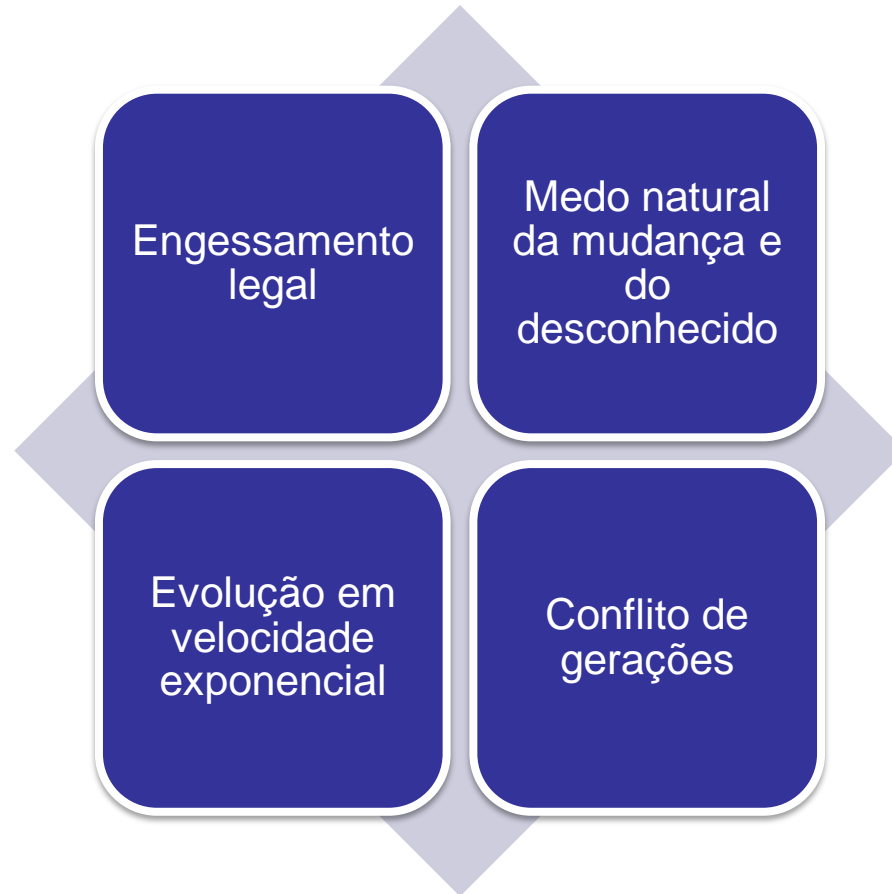 Engessamento
legal
Medo natural
da mudança e
do
desconhecido
Evolução em
velocidade
exponencial
Conflito de
gerações